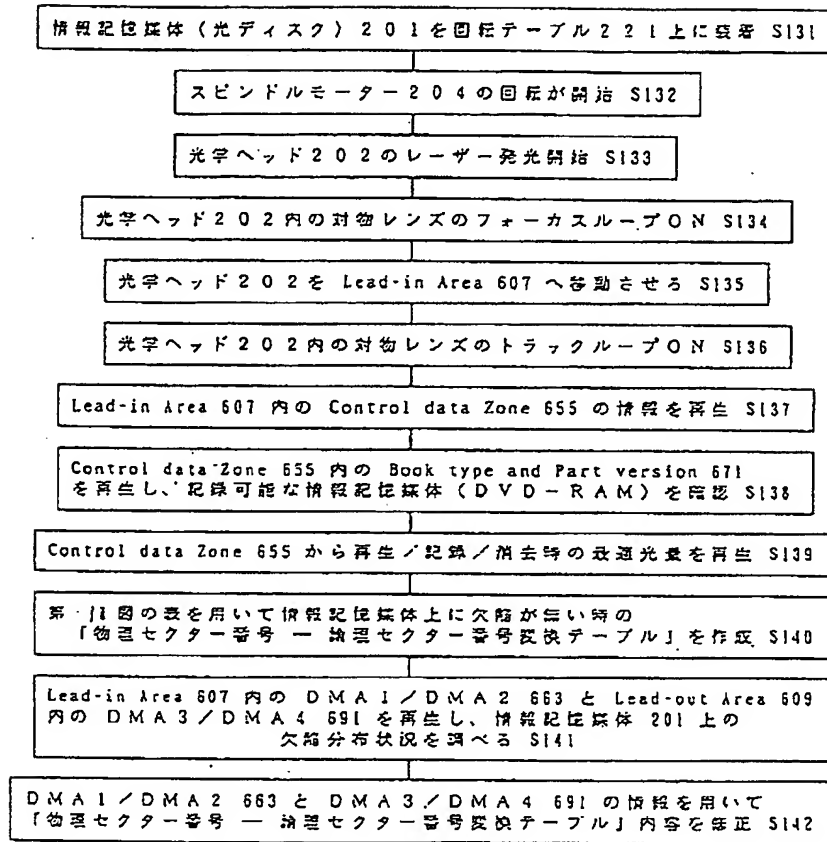 情報記憶媒体（光ディスク）２０１を回転テーブル２２１上に装着 S131
スピンドルモーター２０４の回転が開始 S132
光学ヘッド２０２のレーザー発光開始 S133
光学ヘッド２０２内の対物レンズのフォーカスループＯＮ S134
光学ヘッド２０２を Lead-in Area 607 へ移動させる S135
光学ヘッド２０２内の対物レンズのトラックループＯＮ S136
Lead-in Area 607 内の Control data Zone 655 の情報を再生 S137
Control data Zone 655 内の Book type and Part version 671
を再生し、記録可能な情報記憶媒体（ＤＶＤ－ＲＡＭ）を確認 S138
Control data Zone 655 から再生／記録／消去時の最適光量を再生 S139
第11図の表を用いて情報記憶媒体上に欠陥が無い時の
「物理セクター番号 ― 論理セクター番号変換テーブル」を作成 S140
Lead-in Area 607 内の ＤＭＡ１／ＤＭＡ２ 663 と Lead-out Area 609
内の ＤＭＡ３／ＤＭＡ４ 691 を再生し、情報記憶媒体 201 上の
欠陥分布状況を調べる S141
ＤＭＡ１／ＤＭＡ２ 663 と ＤＭＡ３／ＤＭＡ４ 691 の情報を用いて
「物理セクター番号 ― 論理セクター番号変換テーブル」内容を修正 S142